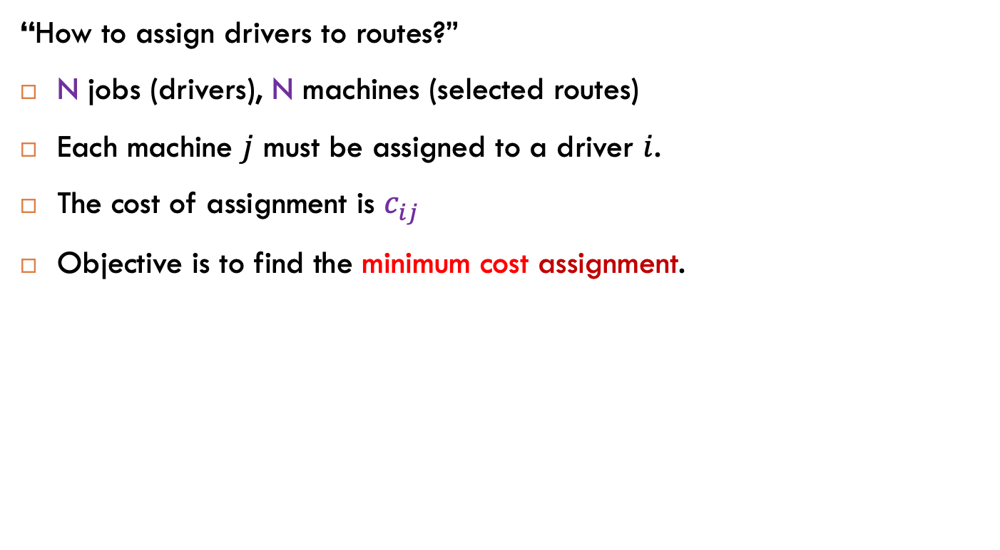 “How to assign drivers to routes?”
N jobs (drivers), N machines (selected routes)
Each machine j must be assigned to a driver i.
The cost of assignment is c_{ij}
Objective is to find the minimum cost assignment.